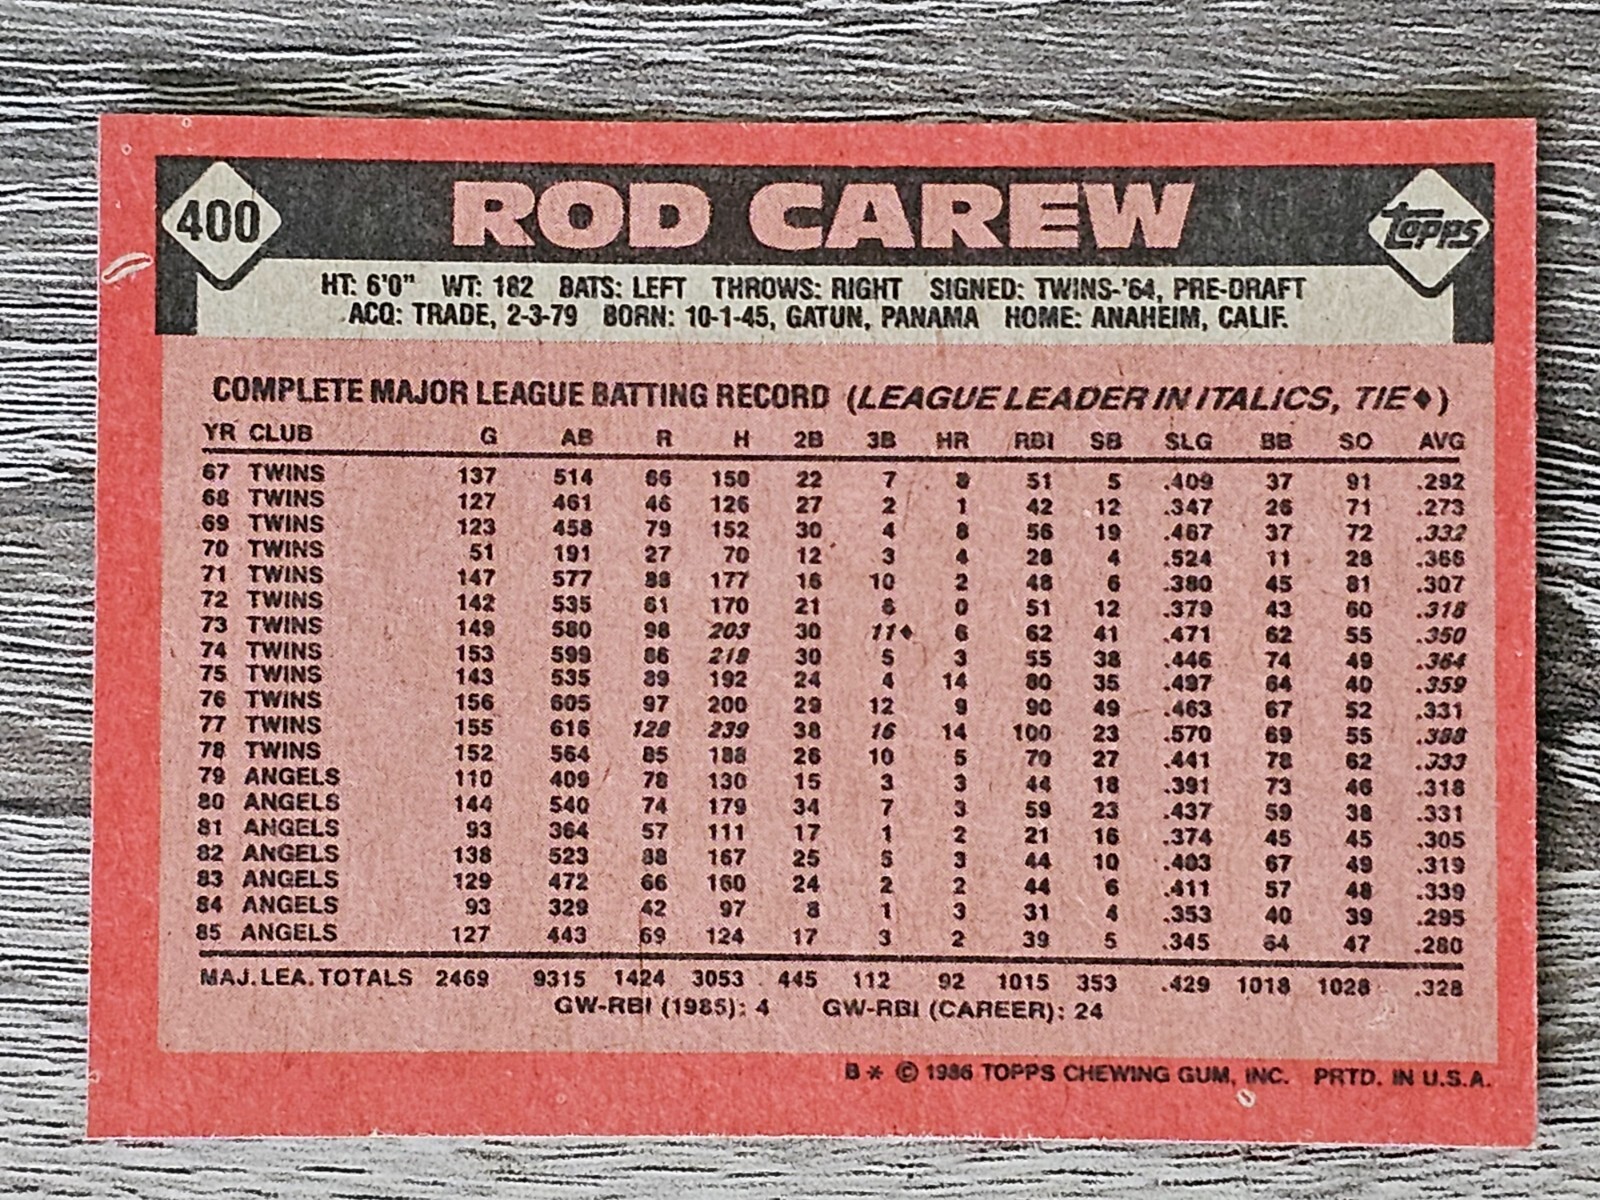 400 ROD CAREW topps
HT: 6'0" WT: 182 BATS: LEFT THROWS: RIGHT SIGNED: TWINS-'64, PRE-DRAFT
ACQ: TRADE, 2-3-79 BORN: 10-1-45, GATUN, PANAMA HOME: ANAHEIM, CALIF.
COMPLETE MAJOR LEAGUE BATTING RECORD (LEAGUE LEADER IN ITALICS, TIE♦)
YR CLUB G AB R H 2B 3B HR RBI SB SLG BB SO AVG
67 TWINS 137 514 66 150 22 7 8 51 5 .409 37 91 .292
68 TWINS 127 461 46 126 27 2 1 42 12 .347 26 71 .273
69 TWINS 123 458 79 152 30 4 8 56 19 .467 37 72 .332
70 TWINS 51 191 27 70 12 3 4 28 4 .524 11 28 .366
71 TWINS 147 577 88 177 16 10 2 48 6 .380 45 81 .307
72 TWINS 142 535 61 170 21 6 0 51 12 .379 43 60 .318
73 TWINS 149 580 98 203 30 11♦ 6 62 41 .471 62 55 .350
74 TWINS 153 599 86 218 30 5 3 55 38 .446 74 49 .364
75 TWINS 143 535 89 192 24 4 14 80 35 .497 64 40 .359
76 TWINS 156 605 97 200 29 12 9 90 49 .463 67 52 .331
77 TWINS 155 616 128 239 38 16 14 100 23 .570 69 55 .388
78 TWINS 152 564 85 188 26 10 5 70 27 .441 78 62 .333
79 ANGELS 110 409 78 130 15 3 3 44 18 .391 73 46 .318
80 ANGELS 144 540 74 179 34 7 3 59 23 .437 59 38 .331
81 ANGELS 93 364 57 111 17 1 2 21 16 .374 45 45 .305
82 ANGELS 138 523 88 167 25 5 3 44 10 .403 67 49 .319
83 ANGELS 129 472 66 160 24 2 2 44 6 .411 57 48 .339
84 ANGELS 93 329 42 97 8 1 3 31 4 .353 40 39 .295
85 ANGELS 127 443 69 124 17 3 2 39 5 .345 64 47 .280
MAJ. LEA. TOTALS 2469 9315 1424 3053 445 112 92 1015 353 .429 1018 1028 .328
GW-RBI (1985): 4 GW-RBI (CAREER): 24
B * © 1986 TOPPS CHEWING GUM, INC. PRTD. IN U.S.A.